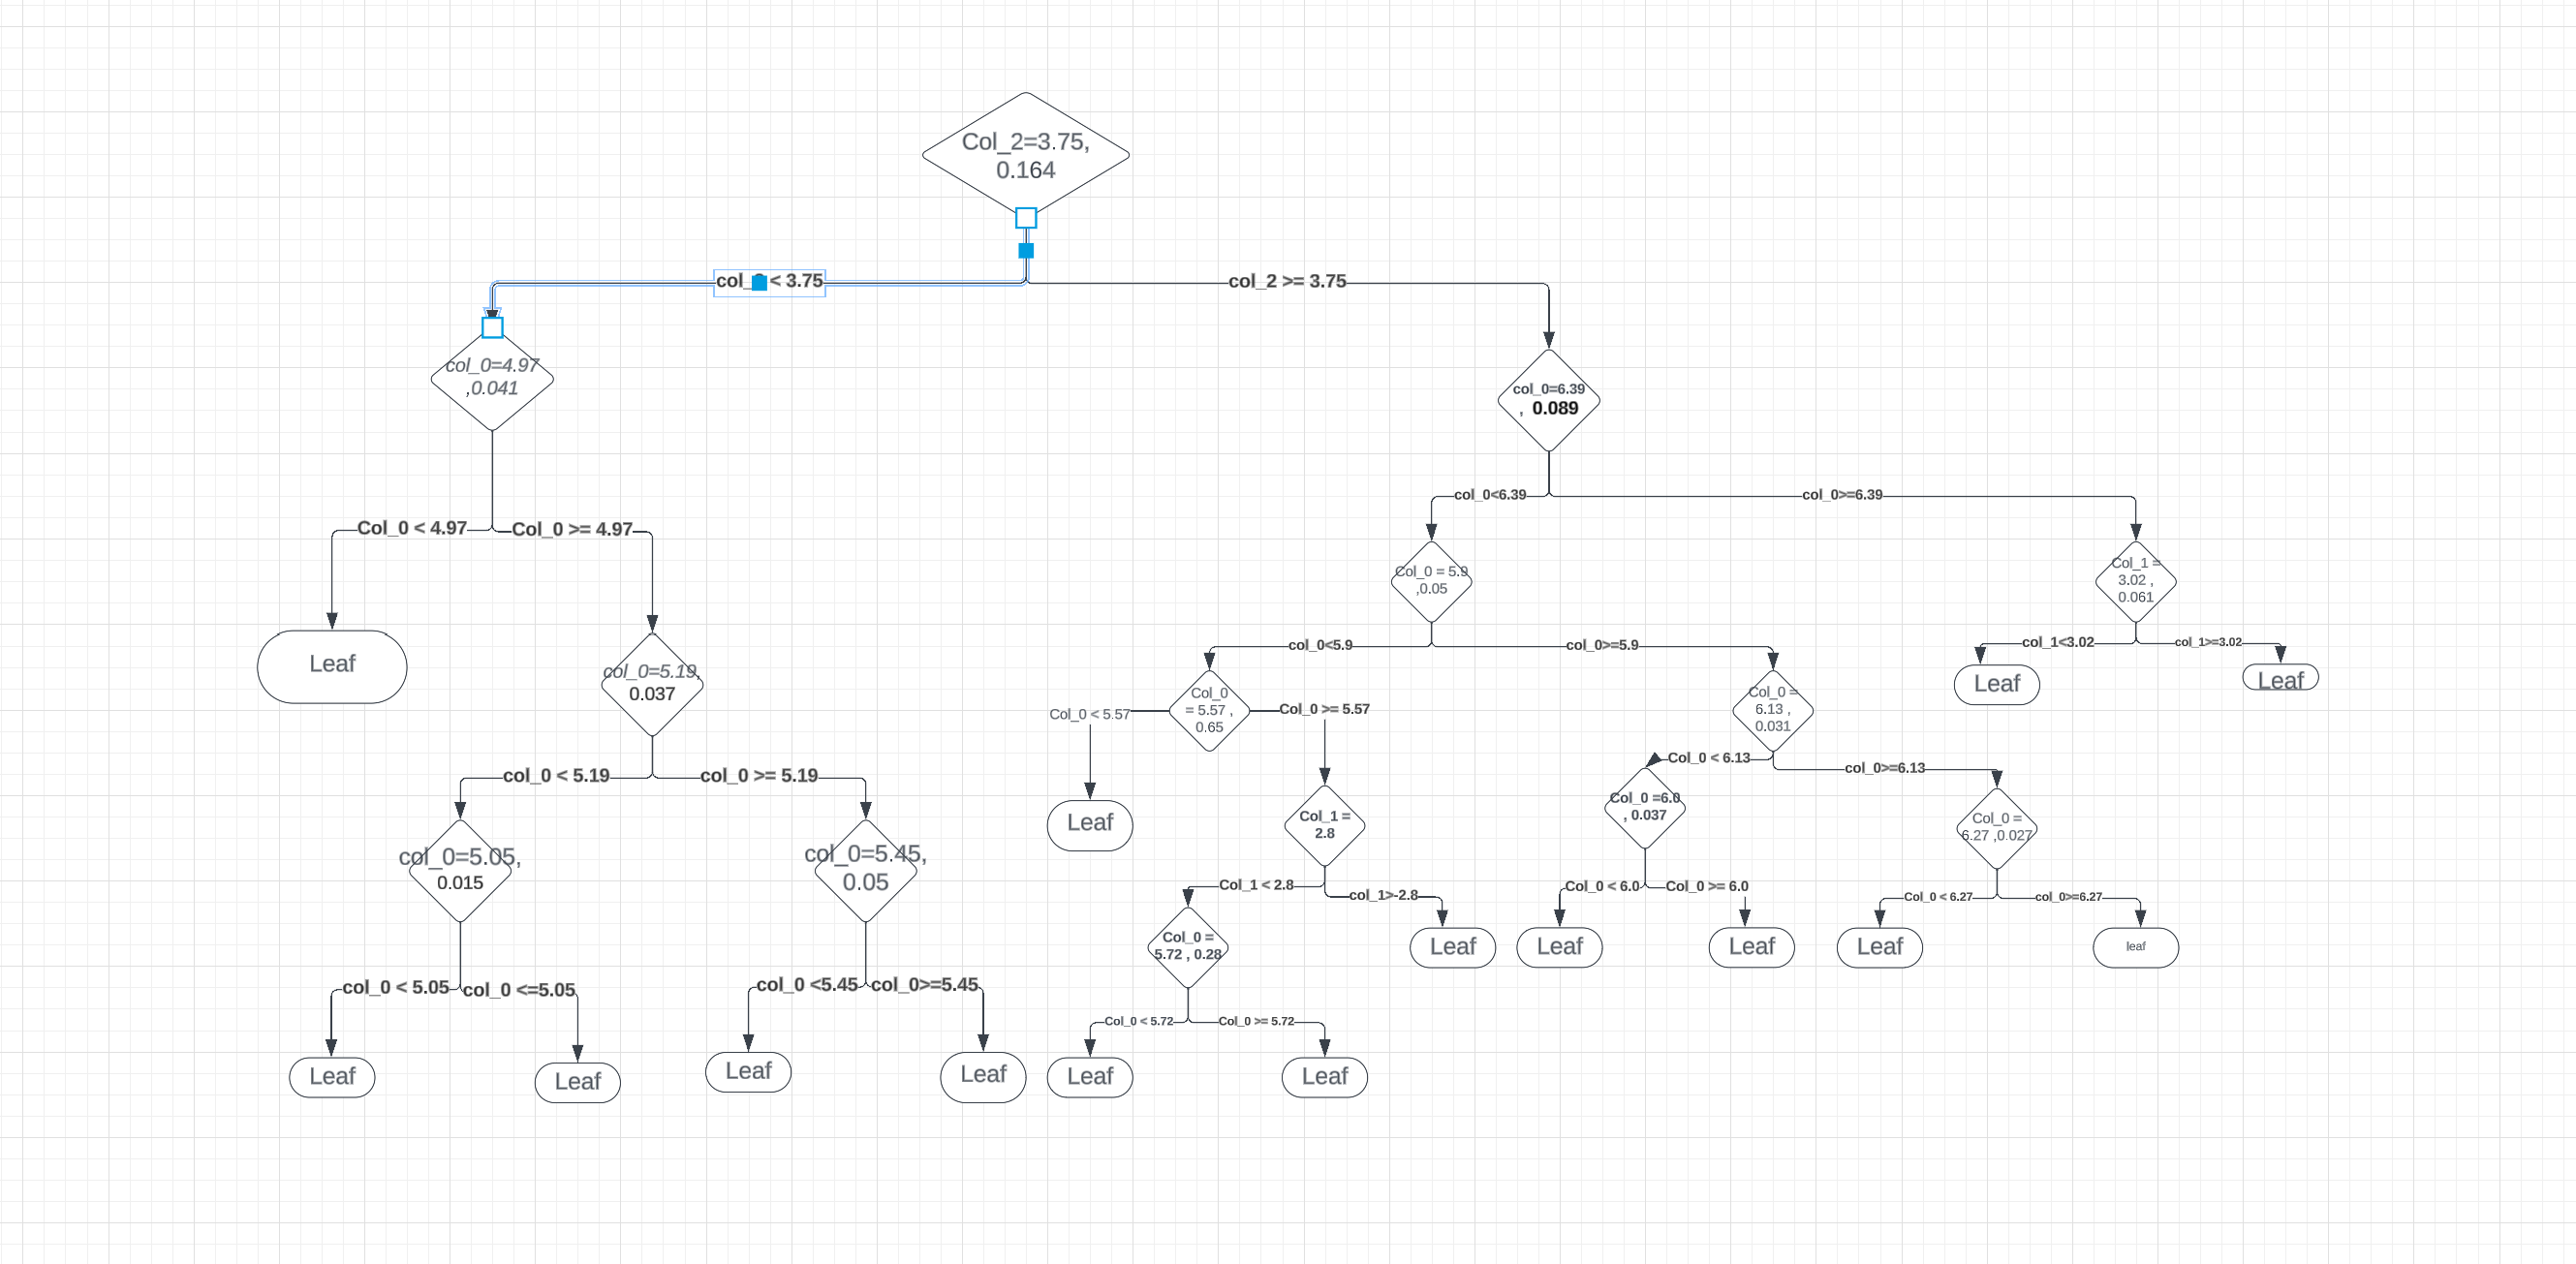 Col_2=3.75,
0.164
col_ < 3.75
col_2 >= 3.75
col_0=4.97
,0.041
col_0=6.39
, 0.089
col_0<6.39
col_0>=6.39
Col_0 < 4.97
Col_0 >= 4.97
Col_0 = 5.9
,0.05
Col_1 =
3.02 ,
0.061
col_0<5.9
col_0>=5.9
col_1<3.02
col_1>=3.02
Leaf
col_0=5.19,
0.037
Leaf
Leaf
Col_0
= 5.57 ,
0.65
Col_0 =
6.13 ,
0.031
Col_0 < 5.57
Col_0 >= 5.57
Col_0 < 6.13
col_0>=6.13
col_0 < 5.19
col_0 >= 5.19
Leaf
Col_1 =
2.8
Col_0 =6.0
, 0.037
Col_0 =
6.27 ,0.027
col_0=5.05,
0.015
col_0=5.45,
0.05
Col_1 < 2.8
col_1>-2.8
Col_0 < 6.0
Col_0 >= 6.0
Col_0 < 6.27
col_0>=6.27
Col_0 =
5.72 , 0.28
Leaf
Leaf
Leaf
Leaf
leaf
col_0 < 5.05
col_0 <=5.05
col_0 <5.45
col_0>=5.45
Col_0 < 5.72
Col_0 >= 5.72
Leaf
Leaf
Leaf
Leaf
Leaf
Leaf